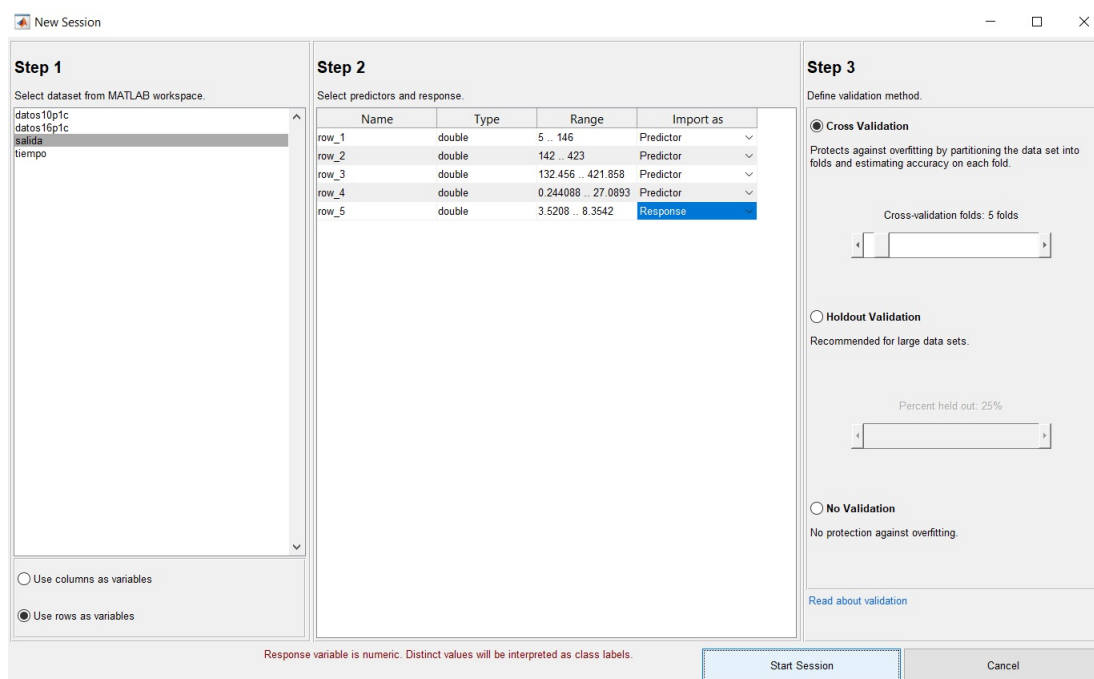 New Session
Step 1
Select dataset from MATLAB workspace.
datos10p1c
datos16p1c
salida
tiempo
Use columns as variables
Use rows as variables
Step 2
Select predictors and response.
Name Type Range Import as
row_1 double 5 .. 146 Predictor
row_2 double 142 .. 423 Predictor
row_3 double 132.456 .. 421.858 Predictor
row_4 double 0.244088 .. 27.0893 Predictor
row_5 double 3.5208 .. 8.3542 Response
Step 3
Define validation method.
Cross Validation
Protects against overfitting by partitioning the data set into
folds and estimating accuracy on each fold.
Cross-validation folds: 5 folds
Holdout Validation
Recommended for large data sets.
Percent held out: 25%
No Validation
No protection against overfitting.
Read about validation
Response variable is numeric. Distinct values will be interpreted as class labels.
Start Session
Cancel